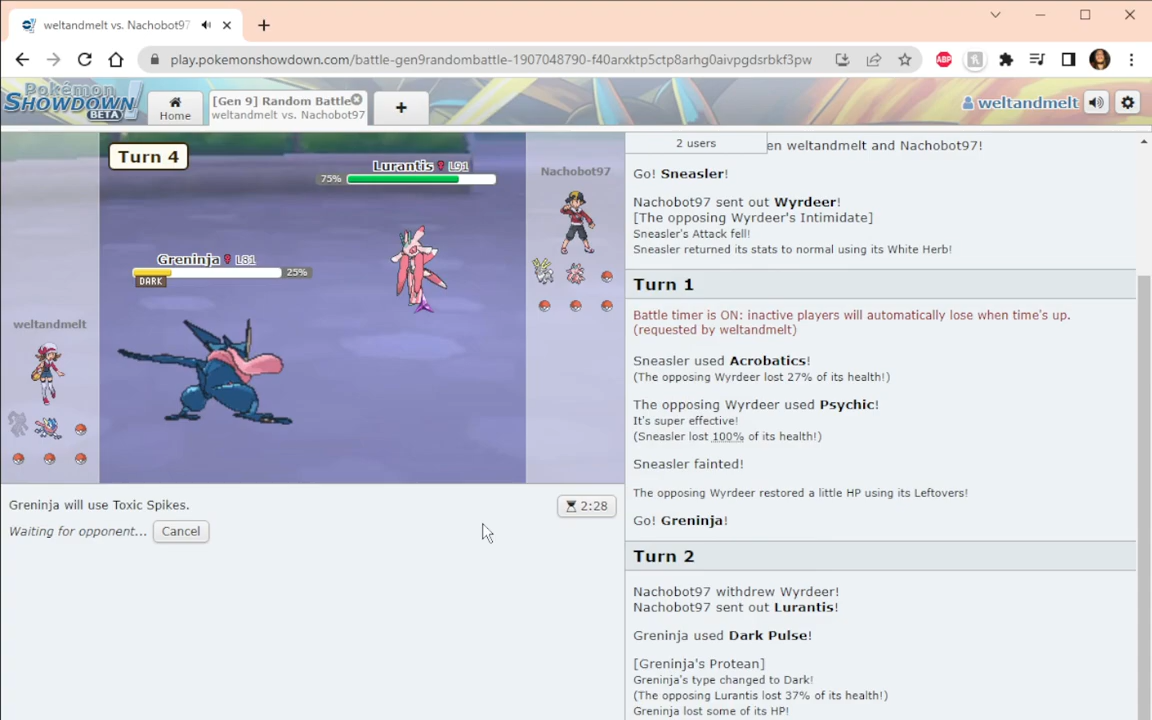 weltandmelt vs. Nachobot97
play.pokemonshowdown.com/battle-gen9randombattle-1907048790-f40arxktp5ctp8arhg0aivpgdsrbkf3pw
ABP
Pokémon
SHOWDOWN
BETA
Home
[Gen 9] Random Battle
weltandmelt vs. Nachobot97
weltandmelt
Turn 4
Lurantis L91
75%
Greninja L81
25%
DARK
weltandmelt
Nachobot97
Greninja will use Toxic Spikes.
2:28
Waiting for opponent... Cancel
2 users
en weltandmelt and Nachobot97!
Go! Sneasler!
Nachobot97 sent out Wyrdeer!
[The opposing Wyrdeer's Intimidate]
Sneasler's Attack fell!
Sneasler returned its stats to normal using its White Herb!
Turn 1
Battle timer is ON: inactive players will automatically lose when time's up.
(requested by weltandmelt)
Sneasler used Acrobatics!
(The opposing Wyrdeer lost 27% of its health!)
The opposing Wyrdeer used Psychic!
It's super effective!
(Sneasler lost 100% of its health!)
Sneasler fainted!
The opposing Wyrdeer restored a little HP using its Leftovers!
Go! Greninja!
Turn 2
Nachobot97 withdrew Wyrdeer!
Nachobot97 sent out Lurantis!
Greninja used Dark Pulse!
[Greninja's Protean]
Greninja's type changed to Dark!
(The opposing Lurantis lost 37% of its health!)
Greninja lost some of its HP!